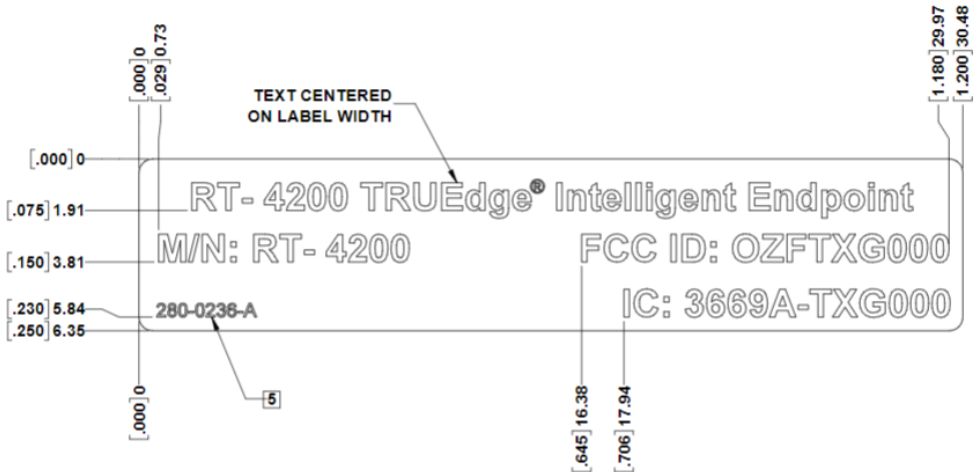 [.000] 0
[.029] 0.73
[1.180] 29.97
[1.200] 30.48
TEXT CENTERED
ON LABEL WIDTH
[.000] 0
RT- 4200 TRUEdge® Intelligent Endpoint
[.075] 1.91
M/N: RT- 4200 FCC ID: OZFTXG000
[.150] 3.81
IC: 3669A-TXG000
[.230] 5.84
280-0236-A
[.250] 6.35
[.000] 0
5
[.645] 16.38
[.706] 17.94